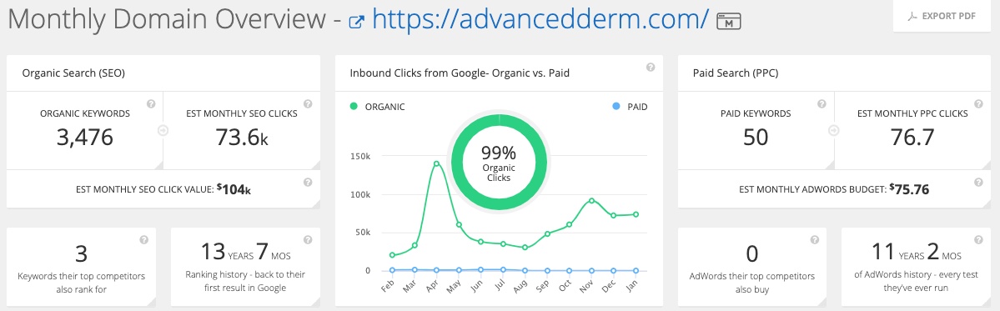 Monthly Domain Overview - https://advancedderm.com/ M
EXPORT PDF
Organic Search (SEO)
ORGANIC KEYWORDS ?
3,476
EST MONTHLY SEO CLICKS ?
73.6k
EST MONTHLY SEO CLICK VALUE: $104k ?
3 ?
Keywords their top competitors
also rank for
13 YEARS 7 MOS ?
Ranking history - back to their
first result in Google
Inbound Clicks from Google- Organic vs. Paid ?
ORGANIC PAID
99%
Organic
Clicks
150k
100k
50k
0
Feb Mar Apr May Jun Jul Aug Sep Oct Nov Dec Jan
Paid Search (PPC)
PAID KEYWORDS ?
50
EST MONTHLY PPC CLICKS ?
76.7
EST MONTHLY ADWORDS BUDGET: $75.76 ?
0 ?
AdWords their top competitors
also buy
11 YEARS 2 MOS ?
of AdWords history - every test
they've ever run